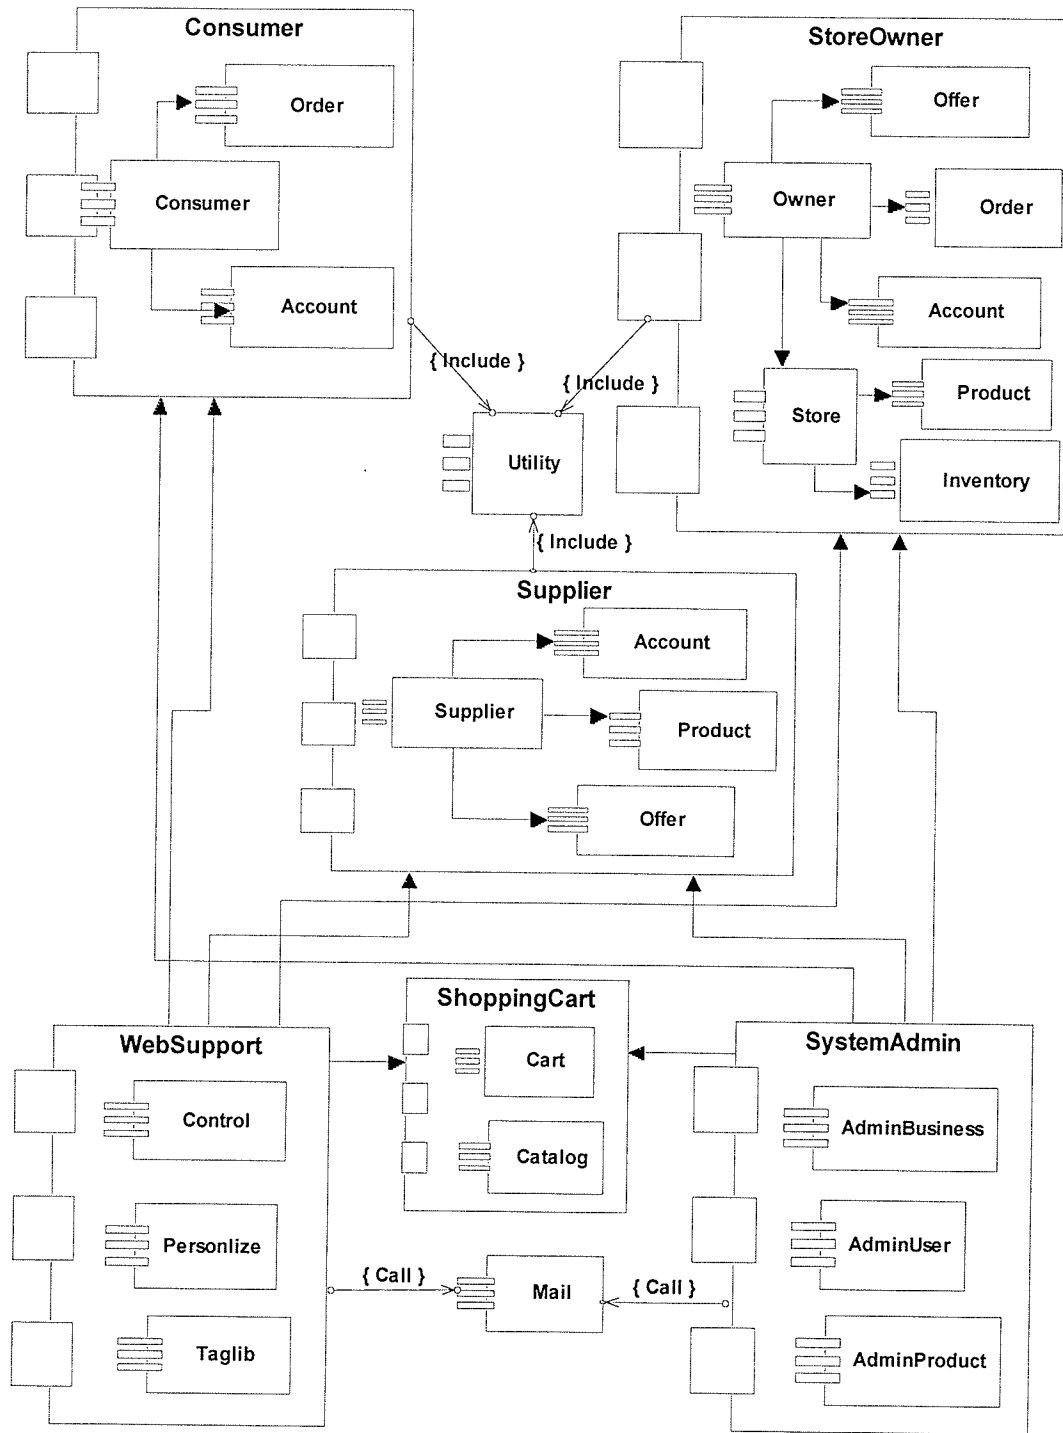 Consumer
Order
Consumer
Account
StoreOwner
Offer
Owner
Order
Account
Store
Product
Inventory
{ Include }
{ Include }
Utility
{ Include }
Supplier
Account
Supplier
Product
Offer
ShoppingCart
Cart
Catalog
WebSupport
Control
Personlize
Taglib
SystemAdmin
AdminBusiness
AdminUser
AdminProduct
{ Call }
Mail
{ Call }